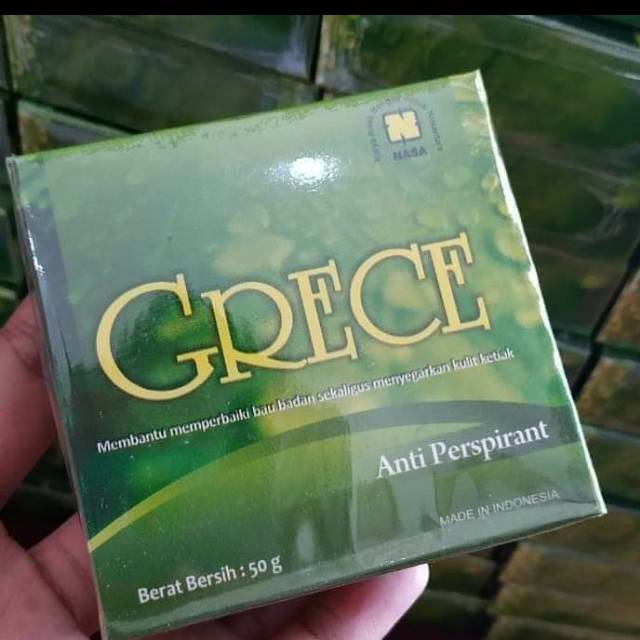 NASA
GRECE
Membantu memperbaiki bau badan sekaligus menyegarkan kulit ketiak
Anti Perspirant
MADE IN INDONESIA
Berat Bersih : 50 g